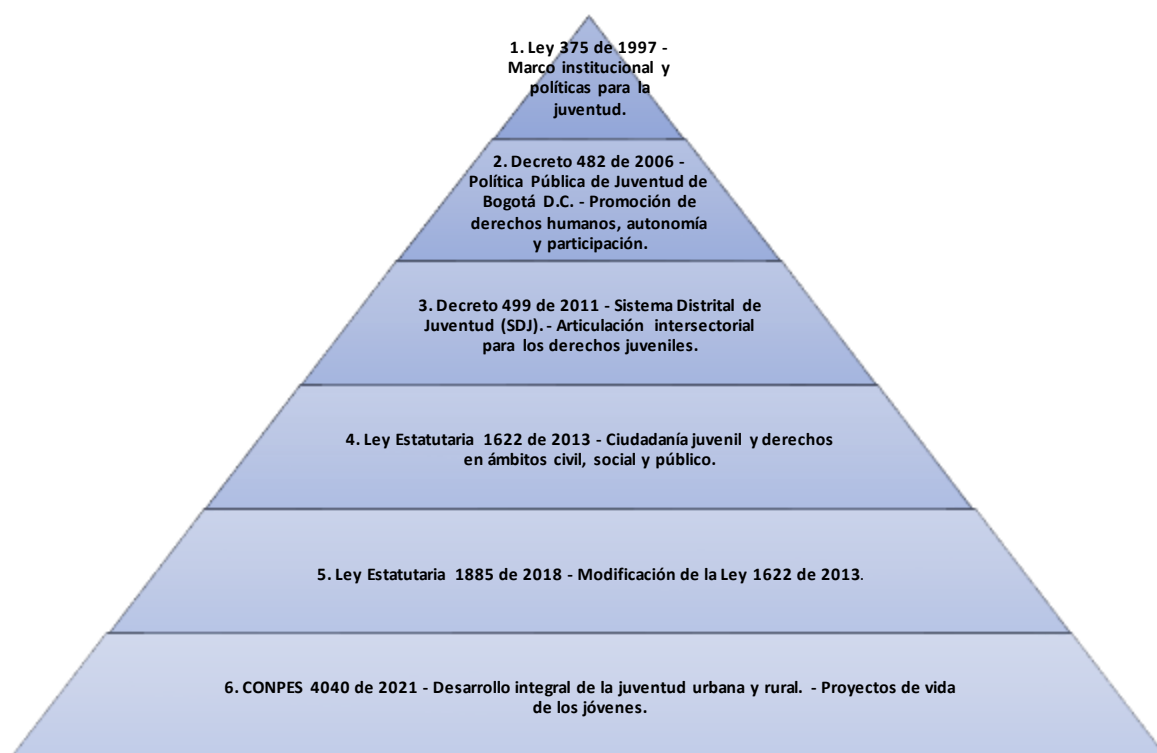 1. Ley 375 de 1997 -
Marco institucional y
políticas para la
juventud.
2. Decreto 482 de 2006 -
Política Pública de Juventud de
Bogotá D.C. - Promoción de
derechos humanos, autonomía
y participación.
3. Decreto 499 de 2011 - Sistema Distrital de
Juventud (SDJ). - Articulación intersectorial
para los derechos juveniles.
4. Ley Estatutaria 1622 de 2013 - Ciudadanía juvenil y derechos
en ámbitos civil, social y público.
5. Ley Estatutaria 1885 de 2018 - Modificación de la Ley 1622 de 2013.
6. CONPES 4040 de 2021 - Desarrollo integral de la juventud urbana y rural. - Proyectos de vida
de los jóvenes.